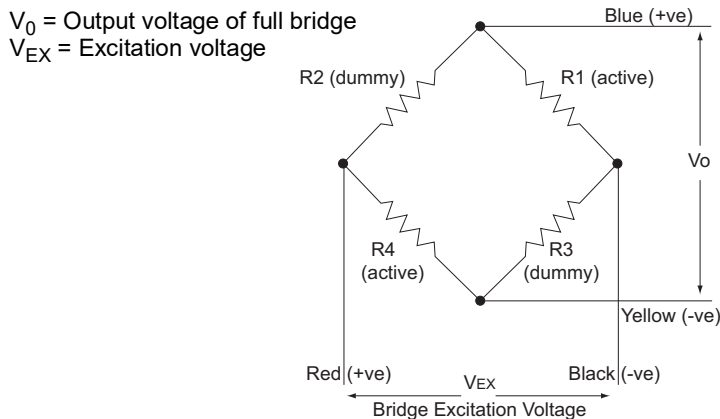 V₀ = Output voltage of full bridge
V_EX = Excitation voltage
Blue (+ve)
R2 (dummy)
R1 (active)
Vo
R4
(active)
R3
(dummy)
Yellow (-ve)
Red (+ve)
VEX
Black (-ve)
Bridge Excitation Voltage